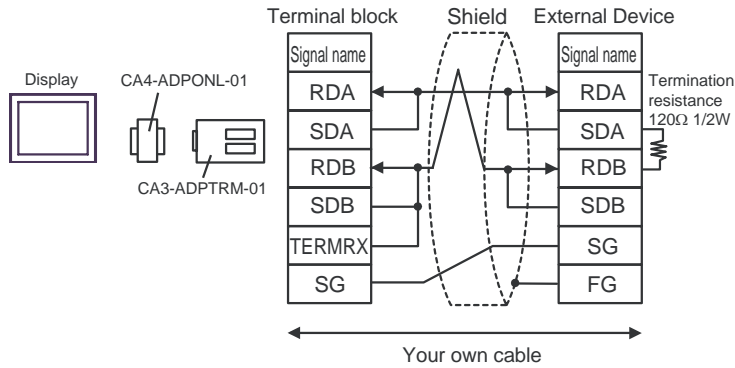 Terminal block
Shield
External Device
Signal name
Signal name
Display
CA4-ADPONL-01
CA3-ADPTRM-01
RDA
SDA
RDB
SDB
TERMRX
SG
RDA
SDA
RDB
SDB
SG
FG
Termination
resistance
120Ω 1/2W
Your own cable